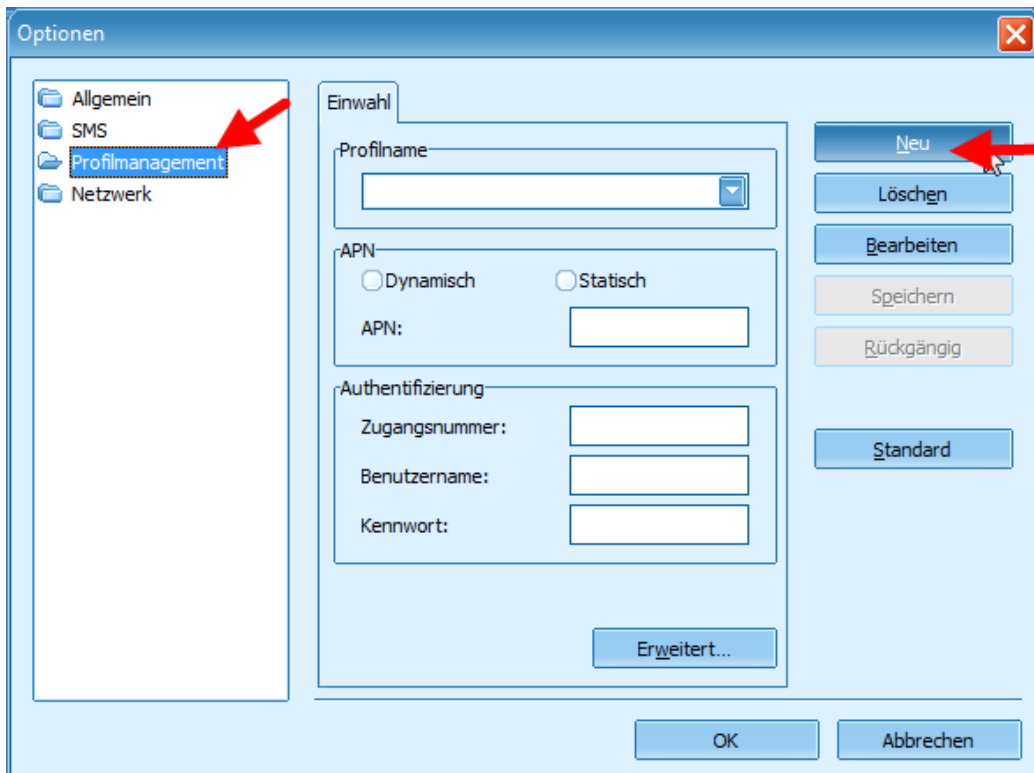 Optionen
Allgemein
SMS
Profilmanagement
Netzwerk
Einwahl
Profilname
APN
Dynamisch
Statisch
APN:
Authentifizierung
Zugangsnummer:
Benutzername:
Kennwort:
Erweitert...
Neu
Löschen
Bearbeiten
Speichern
Rückgängig
Standard
OK
Abbrechen